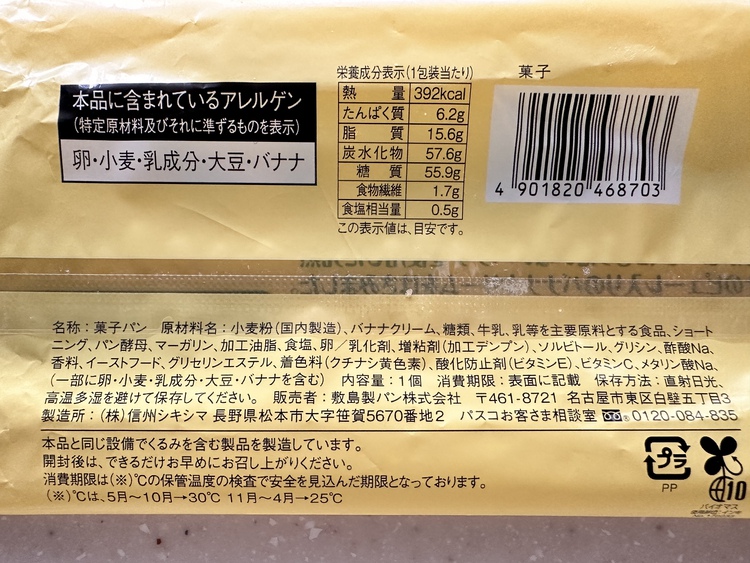 本品に含まれているアレルゲン
(特定原材料及びそれに準ずるものを表示)
卵・小麦・乳成分・大豆・バナナ
栄養成分表示(1包装当たり)
熱量 392kcal
たんぱく質 6.2g
脂質 15.6g
炭水化物 57.6g
糖質 55.9g
食物繊維 1.7g
食塩相当量 0.5g
この表示値は、目安です。
菓子
4 901820 468703
名称:菓子パン 原材料名:小麦粉(国内製造)、バナナクリーム、糖類、牛乳、乳等を主要原料とする食品、ショート
ニング、パン酵母、マーガリン、加工油脂、食塩、卵/乳化剤、増粘剤(加工デンプン)、ソルビトール、グリシン、酢酸Na、
香料、イーストフード、グリセリンエステル、着色料(クチナシ黄色素)、酸化防止剤(ビタミンE)、ビタミンC、メタリン酸Na、
(一部に卵・小麦・乳成分・大豆・バナナを含む) 内容量:1個 消費期限:表面に記載 保存方法:直射日光、
高温多湿を避けて保存してください。 販売者:敷島製パン株式会社 〒461-8721 名古屋市東区白壁五丁目3
製造所:(株)信州シキシマ 長野県松本市大字笹賀5670番地2 パスコお客さま相談室 0120-084-835
本品と同じ設備でくるみを含む製品を製造しています。
開封後は、できるだけお早めにお召し上がりください。
消費期限は(※)℃の保管温度の検査で安全を見込んだ期限となっております。
(※)℃は、5月〜10月→30℃ 11月〜4月→25℃
プラ
PP
10
バイオマス